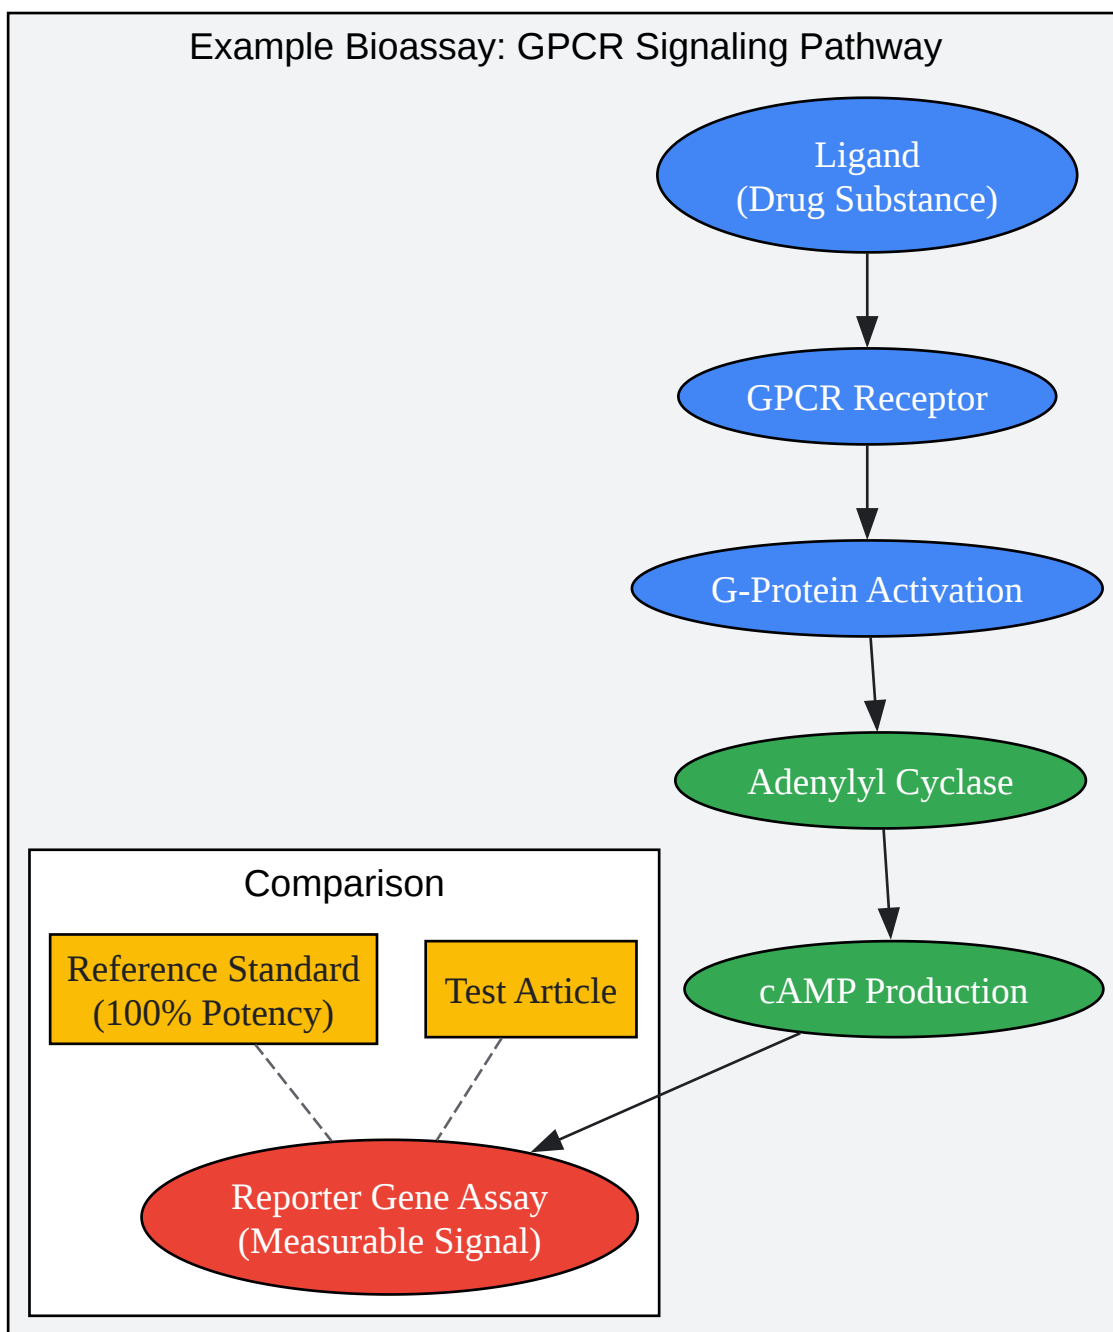 Example Bioassay: GPCR Signaling Pathway
Ligand
(Drug Substance)
GPCR Receptor
G-Protein Activation
Adenylyl Cyclase
cAMP Production
Comparison
Reference Standard
(100% Potency)
Test Article
Reporter Gene Assay
(Measurable Signal)